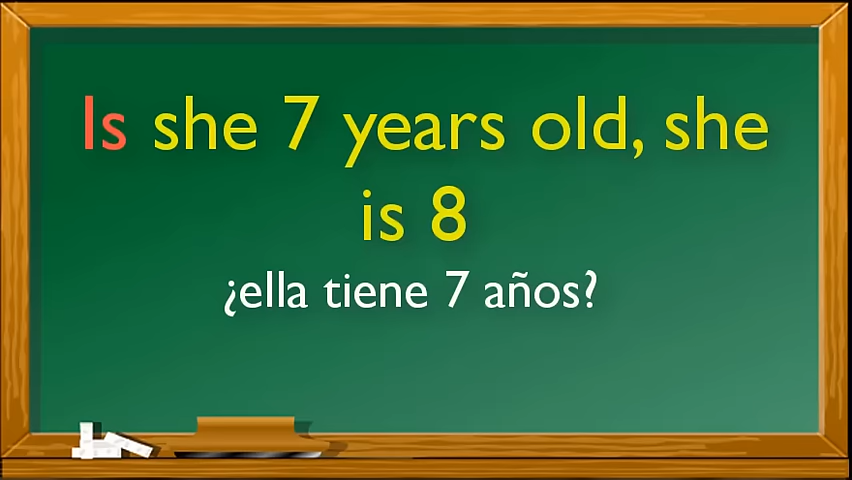 Is she 7 years old, she
is 8
¿ella tiene 7 años?